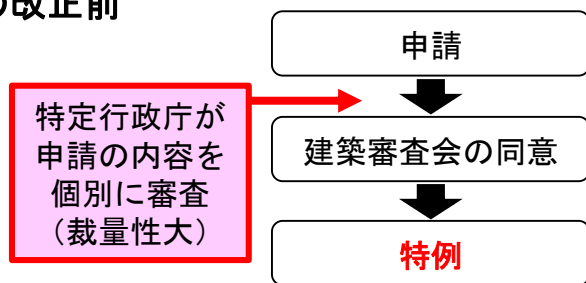 の改正前
申請
特定行政庁が
申請の内容を
個別に審査
（裁量性大）
建築審査会の同意
特例